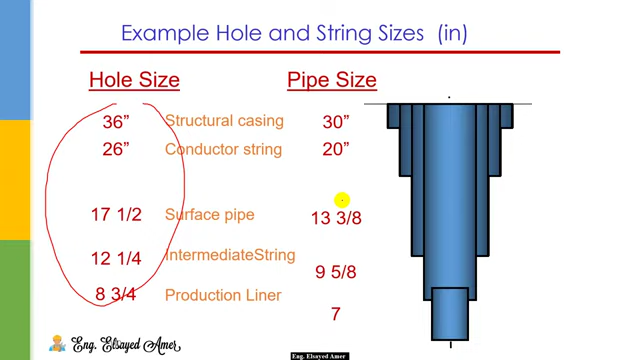 Example Hole and String Sizes (in)
Hole Size
Pipe Size
36” Structural casing 30”
26” Conductor string 20”
17 1/2 Surface pipe 13 3/8
12 1/4 IntermediateString 9 5/8
8 3/4 Production Liner 7
Eng. Elsayed Amer
Eng. Elsayed Amer